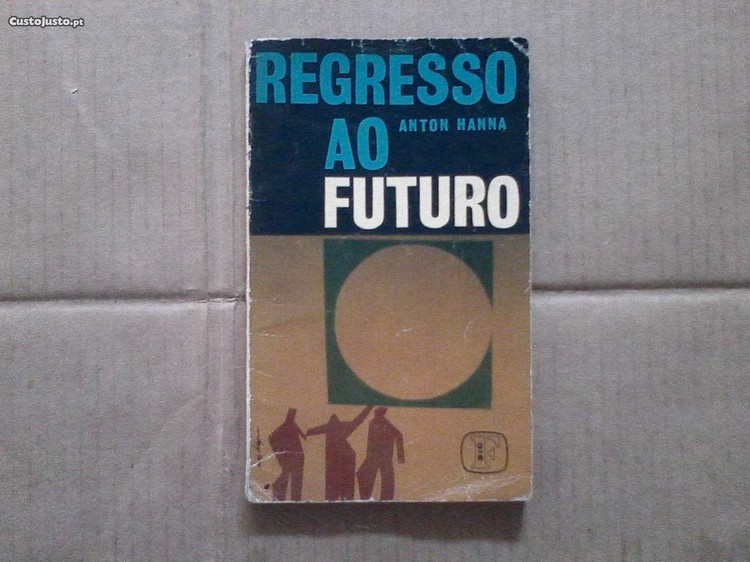 CustoJusto.pt
REGRESSO
ANTON HANNA
AO
FUTURO
F